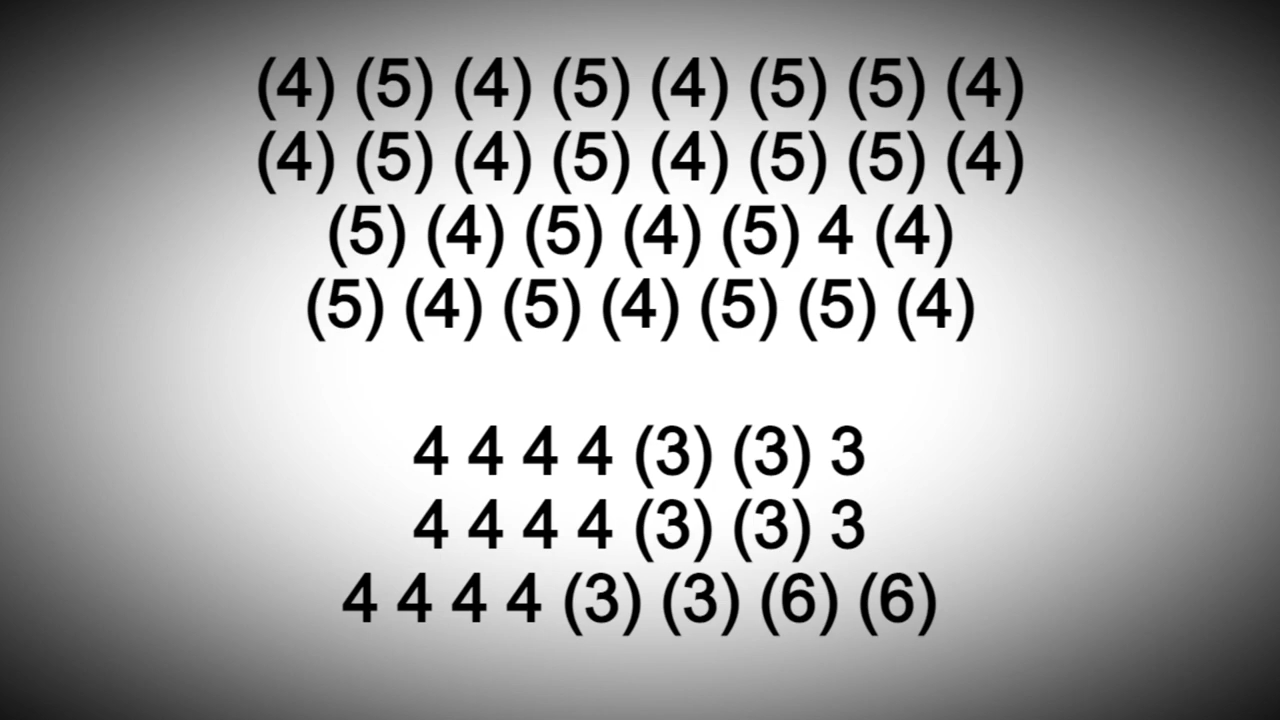 (4) (5) (4) (5) (4) (5) (5) (4)
(4) (5) (4) (5) (4) (5) (5) (4)
(5) (4) (5) (4) (5) 4 (4)
(5) (4) (5) (4) (5) (5) (4)
4 4 4 4 (3) (3) 3
4 4 4 4 (3) (3) 3
4 4 4 4 (3) (3) (6) (6)